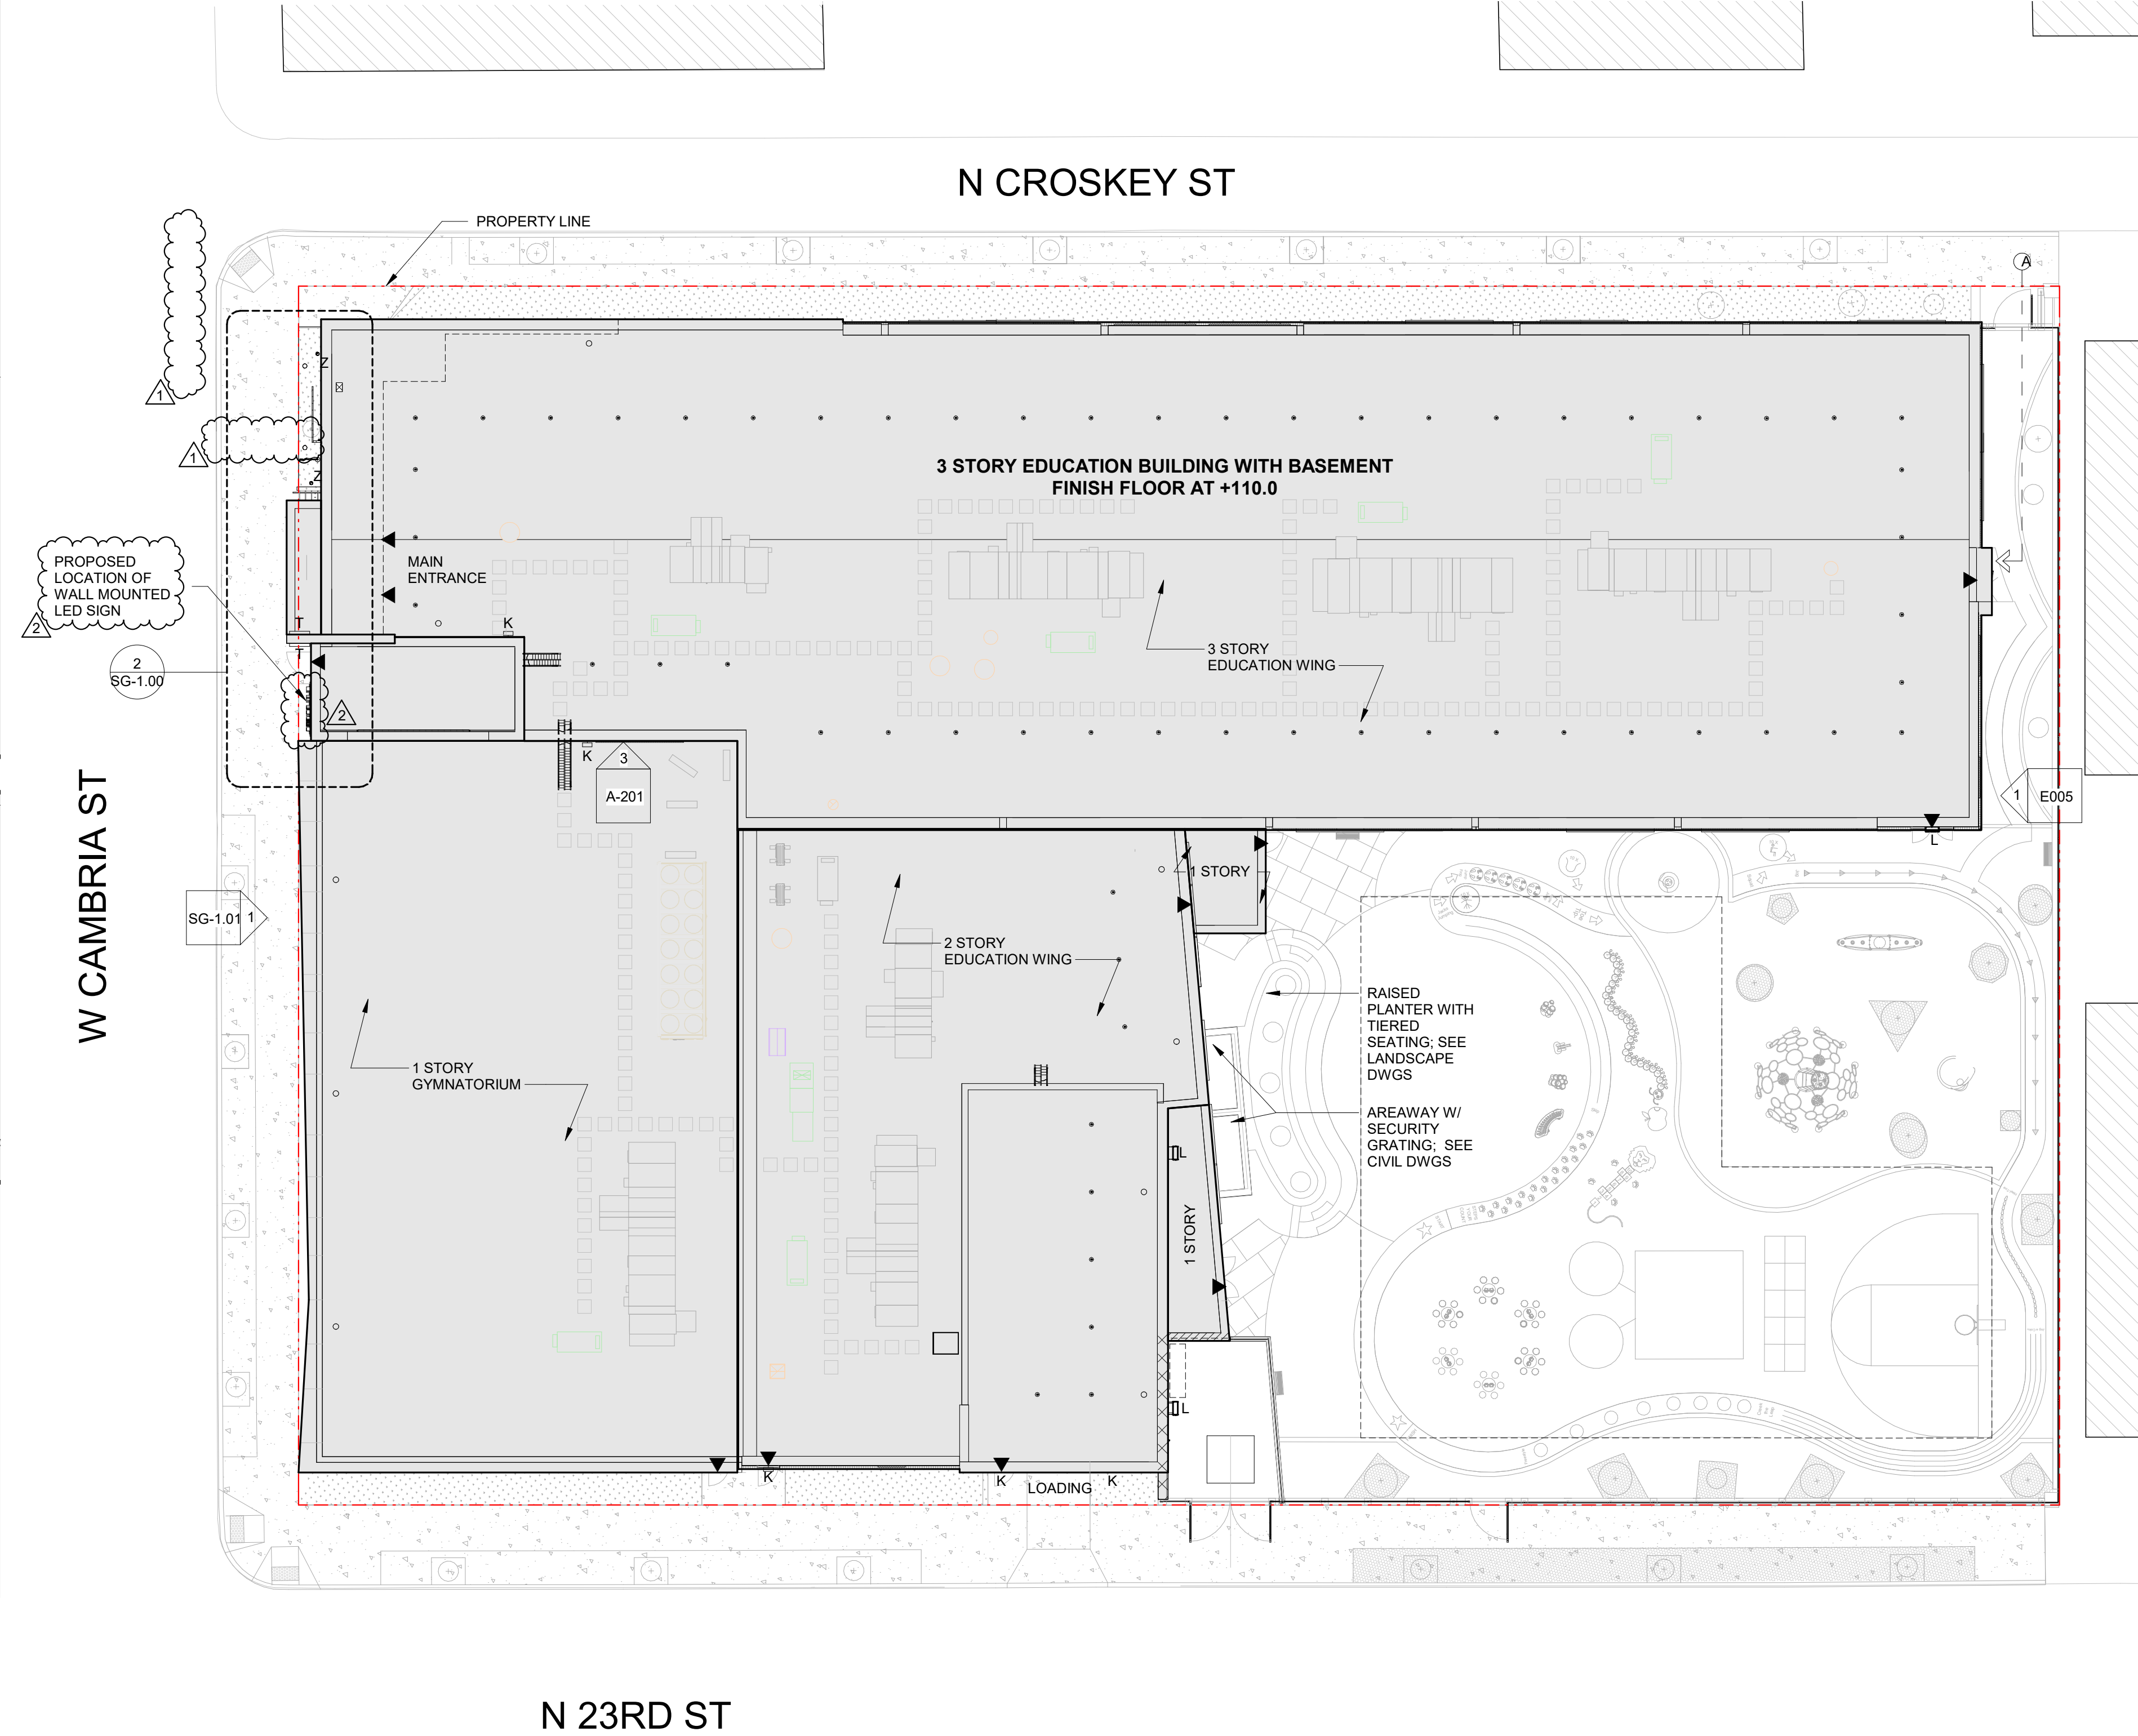 N CROSKEY ST
PROPERTY LINE
A
1
Z
1
3 STORY EDUCATION BUILDING WITH BASEMENT
FINISH FLOOR AT +110.0
Z
PROPOSED
LOCATION OF
WALL MOUNTED
LED SIGN
2
MAIN
ENTRANCE
T
K
T
2
SG-1.00
2
3 STORY
EDUCATION WING
K
3
A-201
1
E005
L
W CAMBRIA ST
SG-1.01
1
1 STORY
2 STORY
EDUCATION WING
RAISED
PLANTER WITH
TIERED
SEATING; SEE
LANDSCAPE
DWGS
1 STORY
GYMNATORIUM
AREAWAY W/
SECURITY
GRATING; SEE
CIVIL DWGS
L
1 STORY
L
K
K
LOADING
K
N 23RD ST